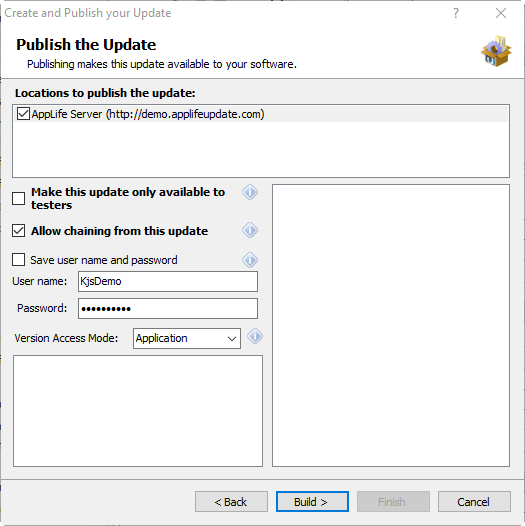 Create and Publish your Update
Publish the Update
Publishing makes this update available to your software.
Locations to publish the update:
AppLife Server (http://demo.applifeupdate.com)
Make this update only available to
testers
Allow chaining from this update
Save user name and password
User name: KjsDemo
Password: ••••••••••
Version Access Mode: Application
< Back Build > Finish Cancel